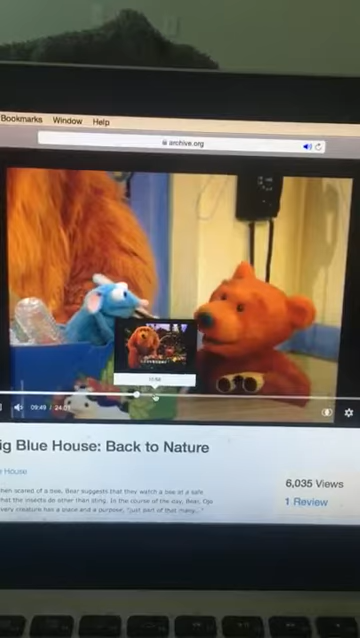 Bookmarks Window Help
archive.org
09:49 / 24:
ig Blue House: Back to Nature
House
hen scared of a bee, Bear suggests that they watch a bee at a safe
hat the insects do other than sting. In the course of the day, Bear, Ojo
very creature has a place and a purpose, "just part of that many..."
6,035 Views
1 Review